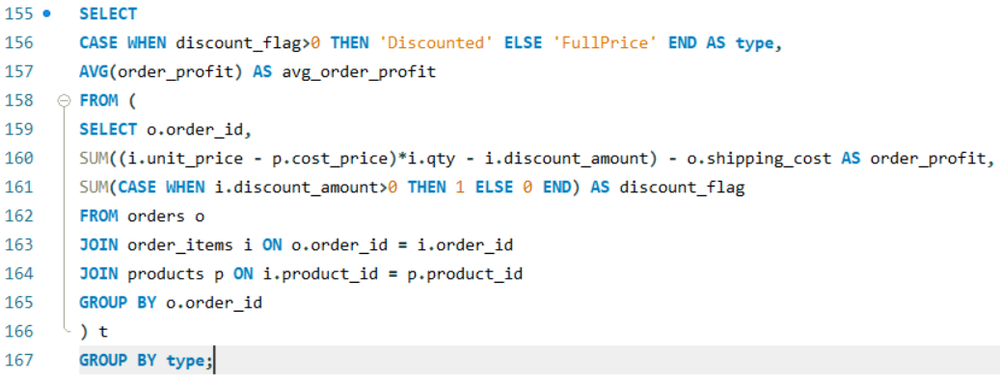 155 SELECT
156 CASE WHEN discount_flag>0 THEN 'Discounted' ELSE 'FullPrice' END AS type,
157 AVG(order_profit) AS avg_order_profit
158 FROM (
159 SELECT o.order_id,
160 SUM((i.unit_price - p.cost_price)*i.qty - i.discount_amount) - o.shipping_cost AS order_profit,
161 SUM(CASE WHEN i.discount_amount>0 THEN 1 ELSE 0 END) AS discount_flag
162 FROM orders o
163 JOIN order_items i ON o.order_id = i.order_id
164 JOIN products p ON i.product_id = p.product_id
165 GROUP BY o.order_id
166 ) t
167 GROUP BY type;